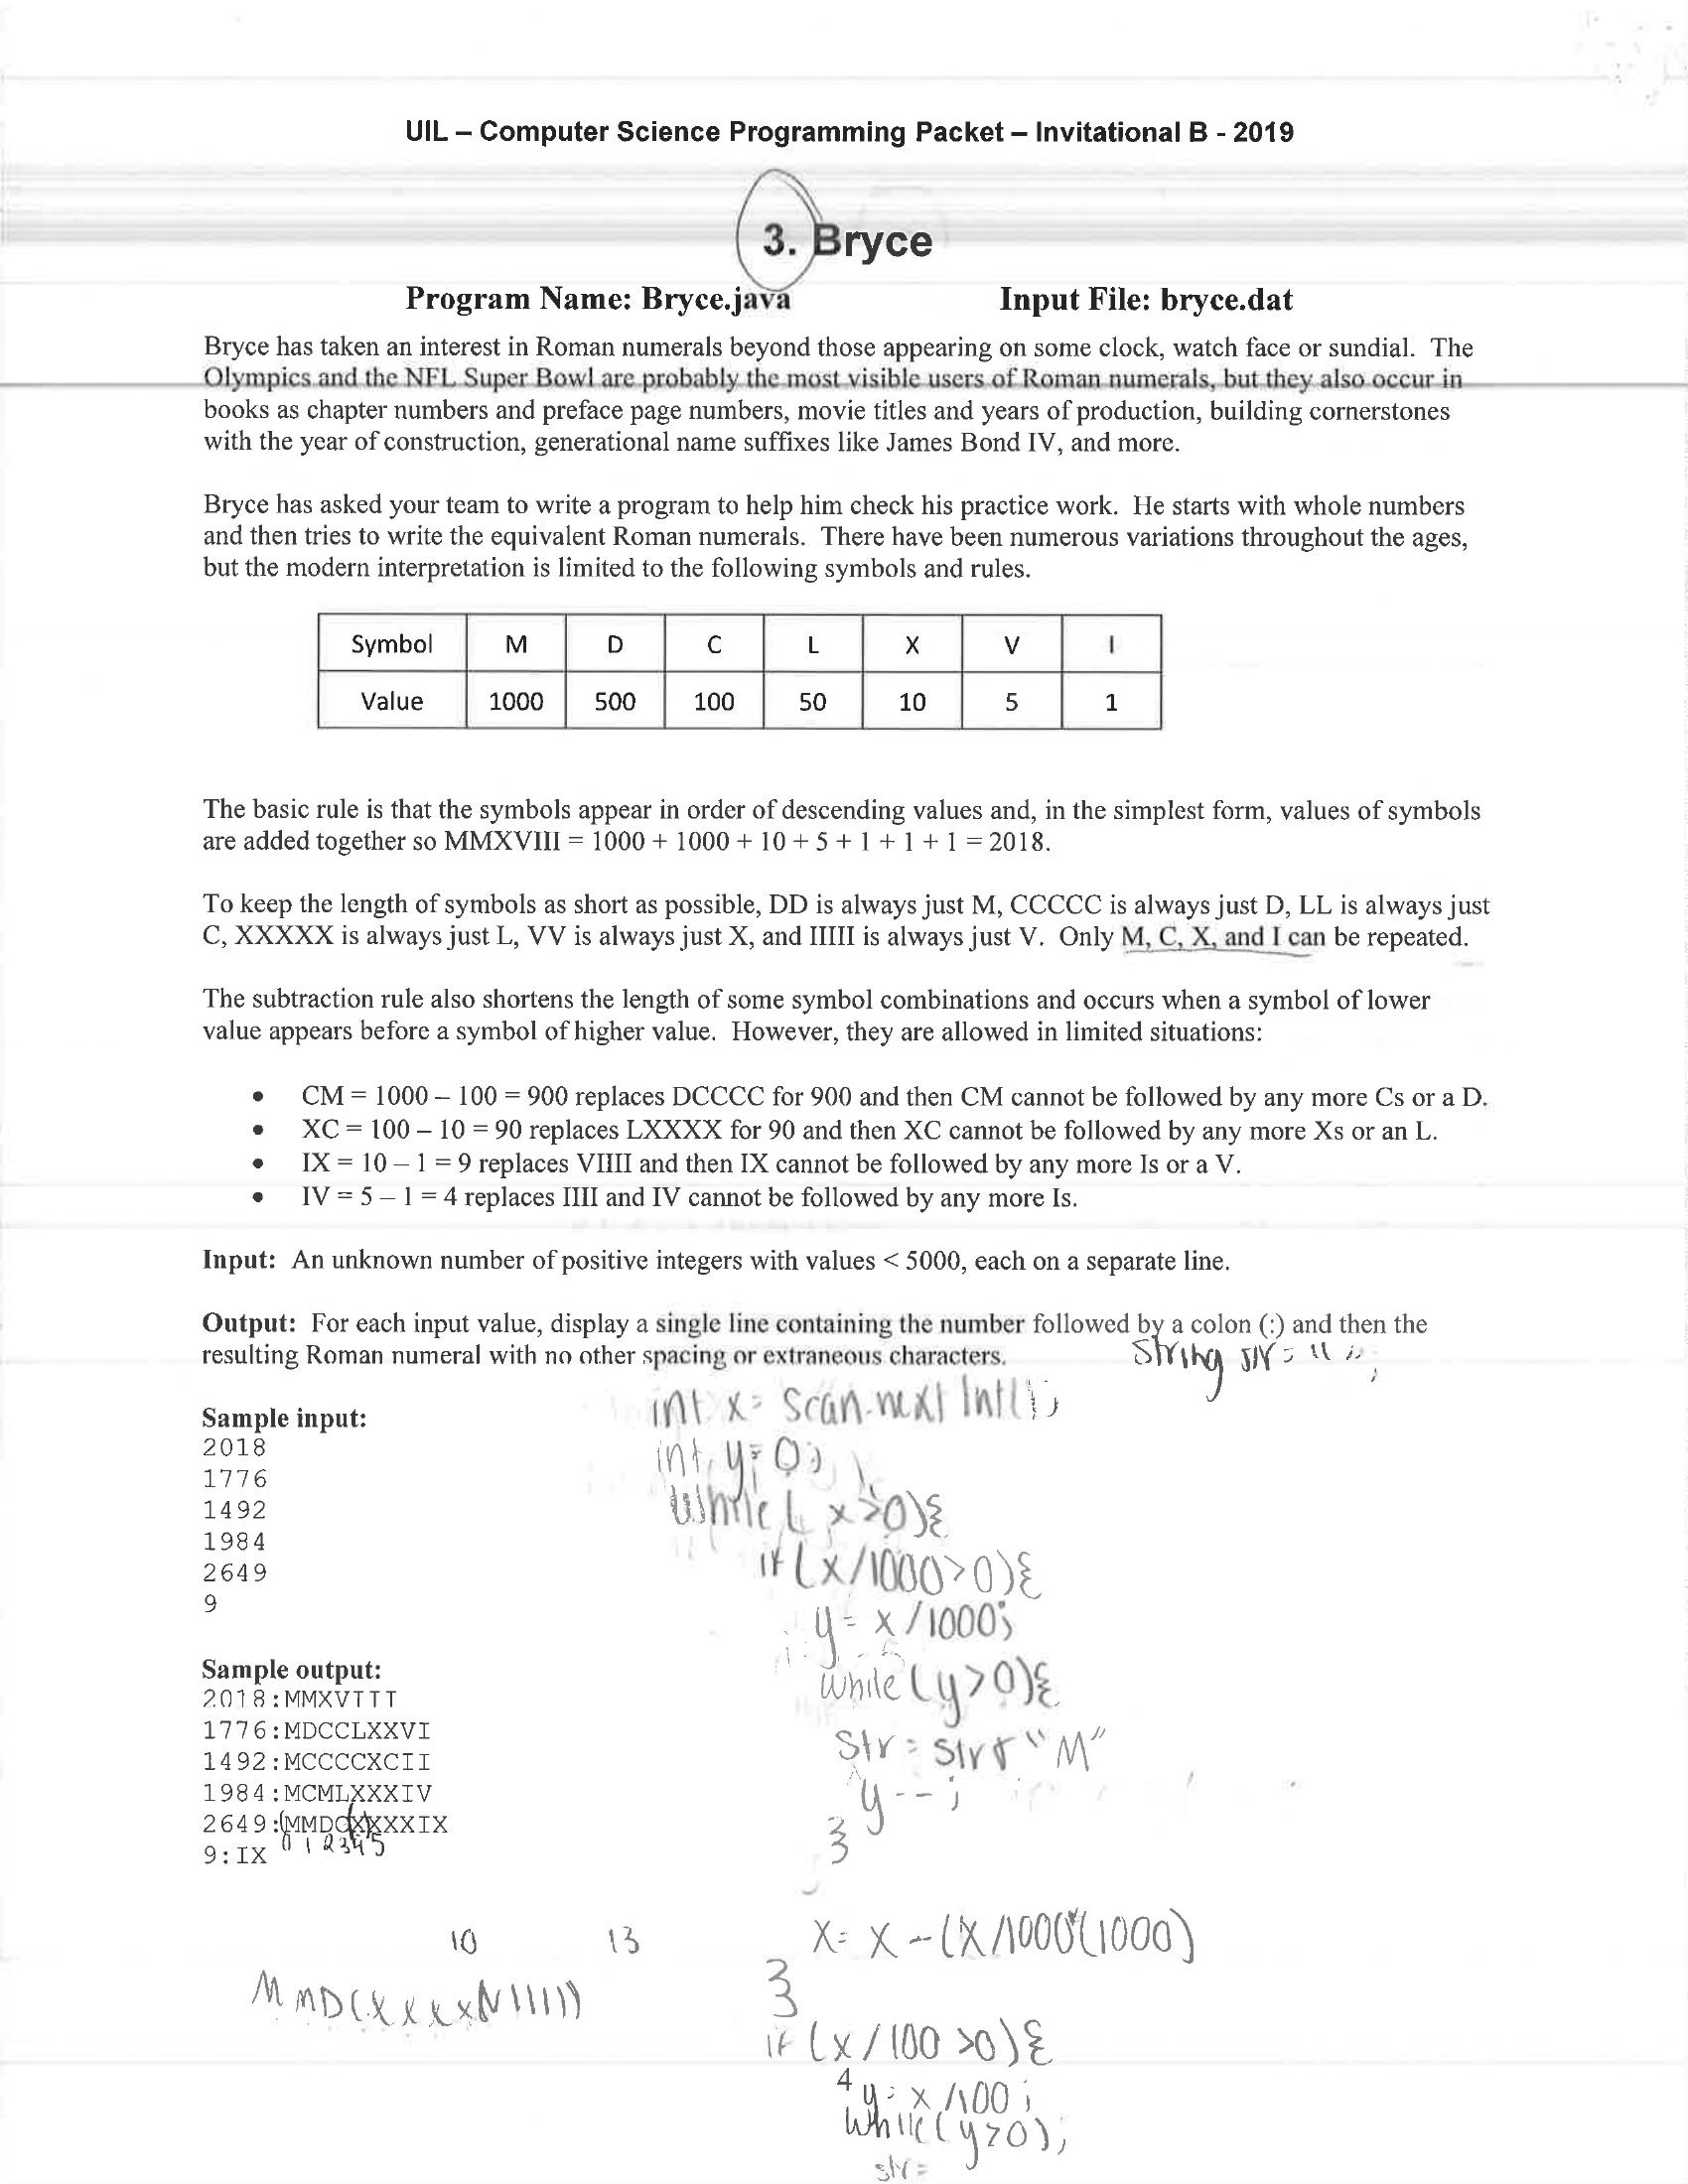 UIL – Computer Science Programming Packet – Invitational B - 2019
3. Bryce
Program Name: Bryce.java Input File: bryce.dat
Bryce has taken an interest in Roman numerals beyond those appearing on some clock, watch face or sundial. The
Olympics and the NFL Super Bowl are probably the most visible users of Roman numerals, but they also occur in
books as chapter numbers and preface page numbers, movie titles and years of production, building cornerstones
with the year of construction, generational name suffixes like James Bond IV, and more.
Bryce has asked your team to write a program to help him check his practice work. He starts with whole numbers
and then tries to write the equivalent Roman numerals. There have been numerous variations throughout the ages,
but the modern interpretation is limited to the following symbols and rules.
Symbol M D C L X V I
Value 1000 500 100 50 10 5 1
The basic rule is that the symbols appear in order of descending values and, in the simplest form, values of symbols
are added together so MMXVIII = 1000 + 1000 + 10 + 5 + 1 + 1 + 1 = 2018.
To keep the length of symbols as short as possible, DD is always just M, CCCCC is always just D, LL is always just
C, XXXXX is always just L, VV is always just X, and IIIII is always just V. Only M, C, X, and I can be repeated.
The subtraction rule also shortens the length of some symbol combinations and occurs when a symbol of lower
value appears before a symbol of higher value. However, they are allowed in limited situations:
• CM = 1000 – 100 = 900 replaces DCCCC for 900 and then CM cannot be followed by any more Cs or a D.
• XC = 100 – 10 = 90 replaces LXXXX for 90 and then XC cannot be followed by any more Xs or an L.
• IX = 10 – 1 = 9 replaces VIIII and then IX cannot be followed by any more Is or a V.
• IV = 5 – 1 = 4 replaces IIII and IV cannot be followed by any more Is.
Input: An unknown number of positive integers with values < 5000, each on a separate line.
Output: For each input value, display a single line containing the number followed by a colon (:) and then the
resulting Roman numeral with no other spacing or extraneous characters.
String str = " ";
Sample input:
2018
1776
1492
1984
2649
9
Sample output:
2018:MMXVIII
1776:MDCCLXXVI
1492:MCCCCXCII
1984:MCMLXXXIV
2649:MMDCXXXXIX
0 1 2 3 4 5
9:IX
int x = scan.nextInt();
int y = 0;
while( x>0){
if(x/1000>0){
y = x/1000;
while(y>0){
str = str+"M"
y--;
}
x = x - (x/1000*(1000)
}
if (x/100 >0){
4 y = x/100;
while(y>0);
str =
10 13